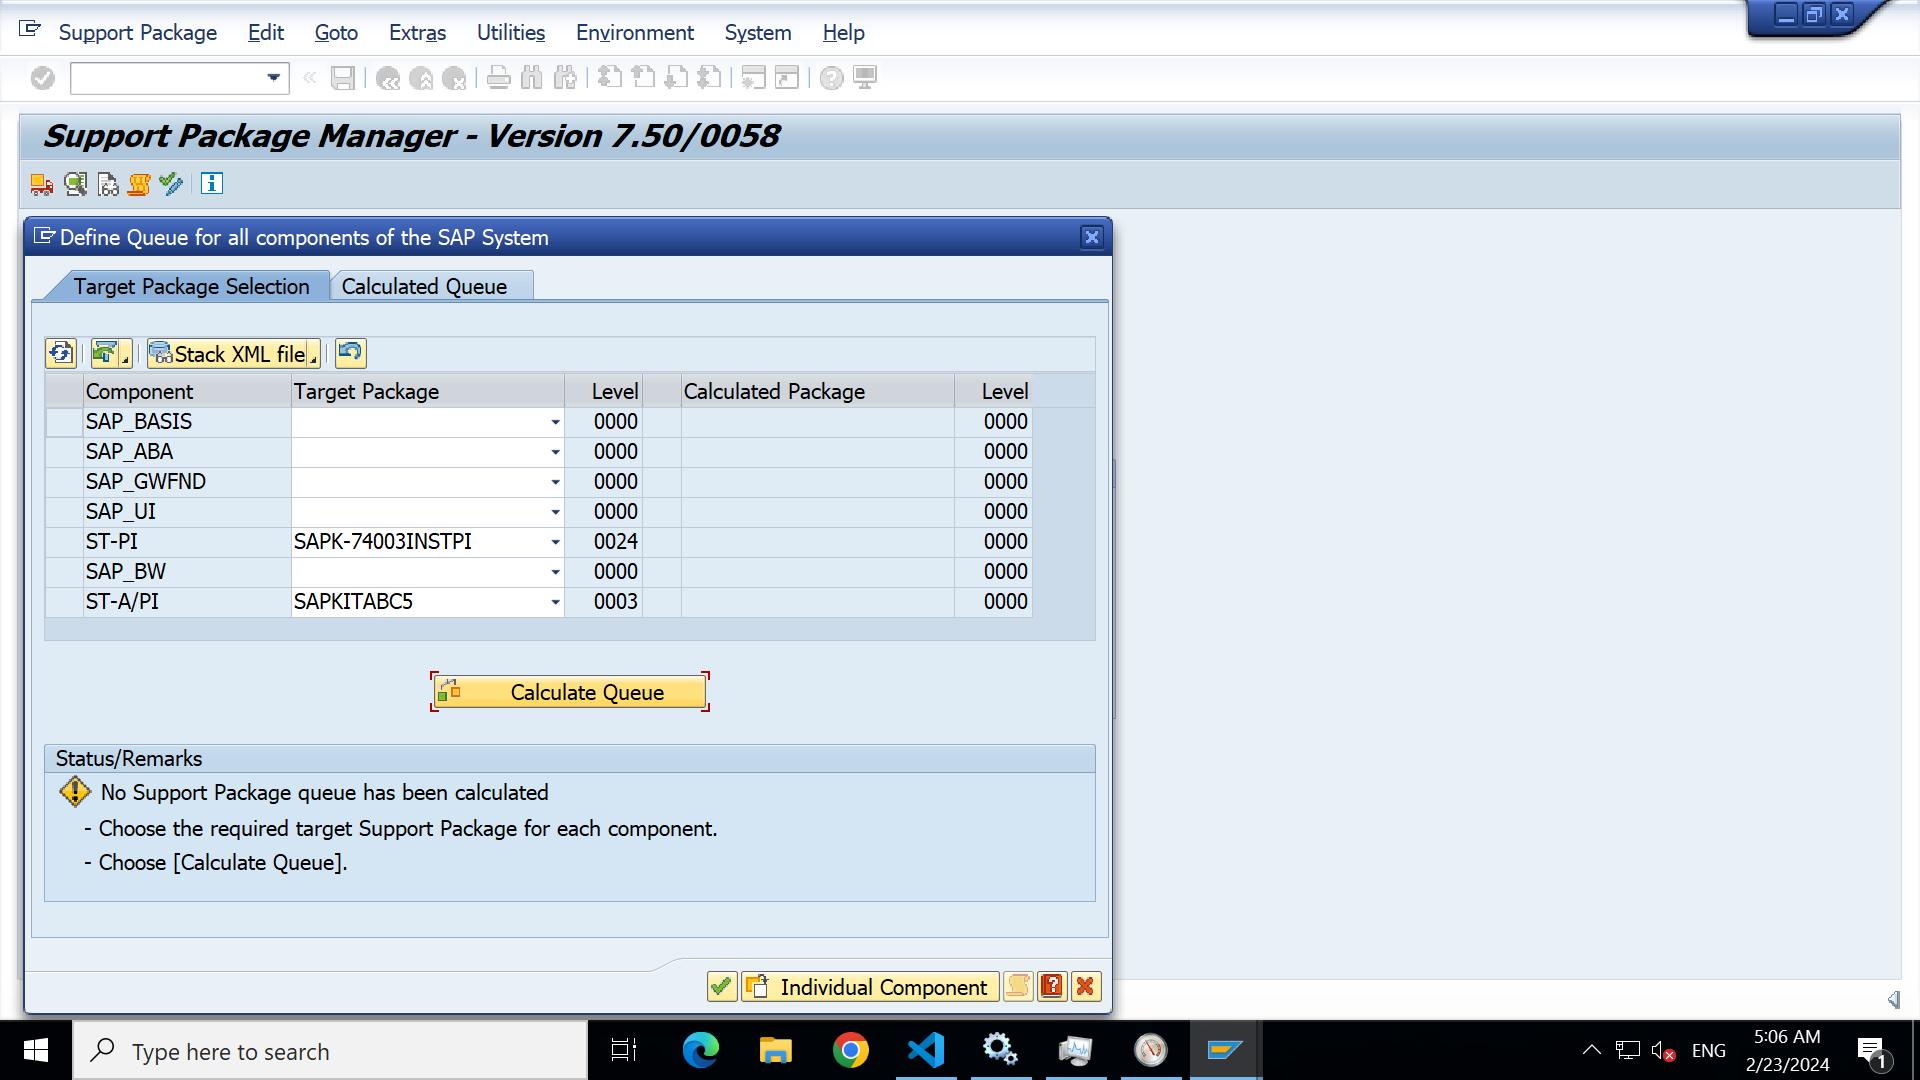 Support Package Edit Goto Extras Utilities Environment System Help
Support Package Manager - Version 7.50/0058
Define Queue for all components of the SAP System
Target Package Selection Calculated Queue
Stack XML file
Component Target Package Level Calculated Package Level
SAP_BASIS 0000 0000
SAP_ABA 0000 0000
SAP_GWFND 0000 0000
SAP_UI 0000 0000
ST-PI SAPK-74003INSTPI 0024 0000
SAP_BW 0000 0000
ST-A/PI SAPKITABC5 0003 0000
Calculate Queue
Status/Remarks
No Support Package queue has been calculated
- Choose the required target Support Package for each component.
- Choose [Calculate Queue].
Individual Component
Type here to search
ENG
5:06 AM
2/23/2024
1